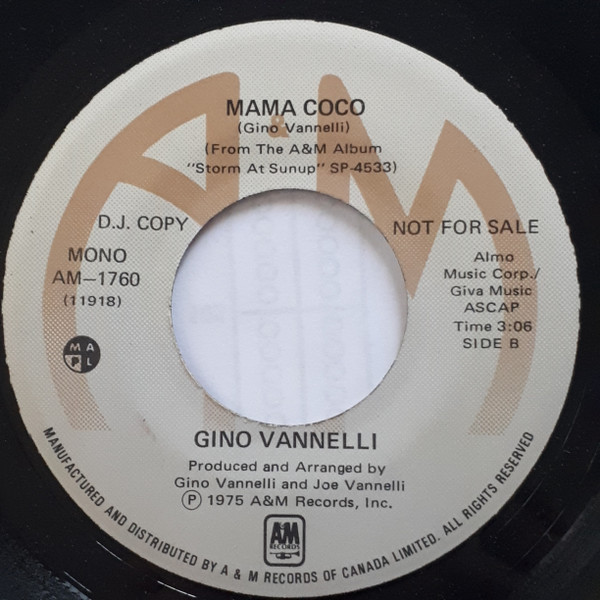 MAMA COCO
(Gino Vannelli)
(From The A&M Album
"Storm At Sunup" SP-4533)
D.J. COPY
NOT FOR SALE
MONO
AM-1760
(11918)
Almo
Music Corp./
Giva Music
ASCAP
Time 3:06
SIDE B
M A
P L
GINO VANNELLI
Produced and Arranged by
Gino Vannelli and Joe Vannelli
Ⓟ 1975 A&M Records, Inc.
A&M
RECORDS
MANUFACTURED AND DISTRIBUTED BY A & M RECORDS OF CANADA LIMITED. ALL RIGHTS RESERVED
A&M